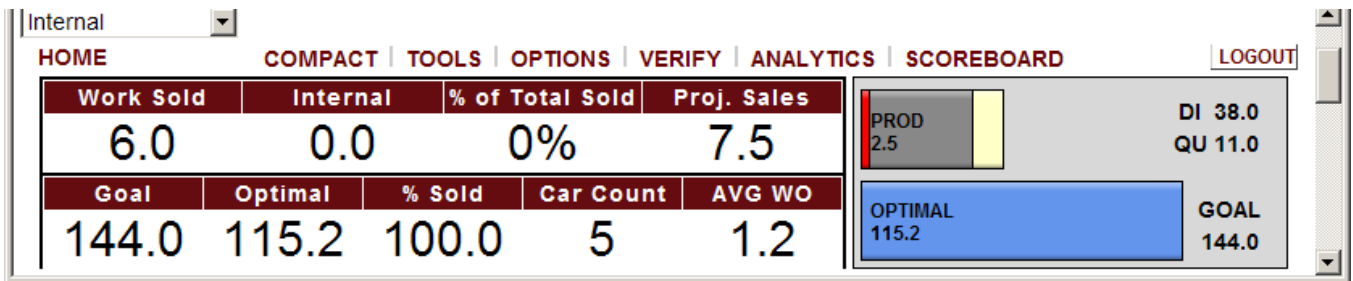 Internal
HOME COMPACT | TOOLS | OPTIONS | VERIFY | ANALYTICS | SCOREBOARD LOGOUT
Work Sold Internal % of Total Sold Proj. Sales
6.0 0.0 0% 7.5
Goal Optimal % Sold Car Count AVG WO
144.0 115.2 100.0 5 1.2
PROD
2.5
DI 38.0
QU 11.0
OPTIMAL
115.2
GOAL
144.0